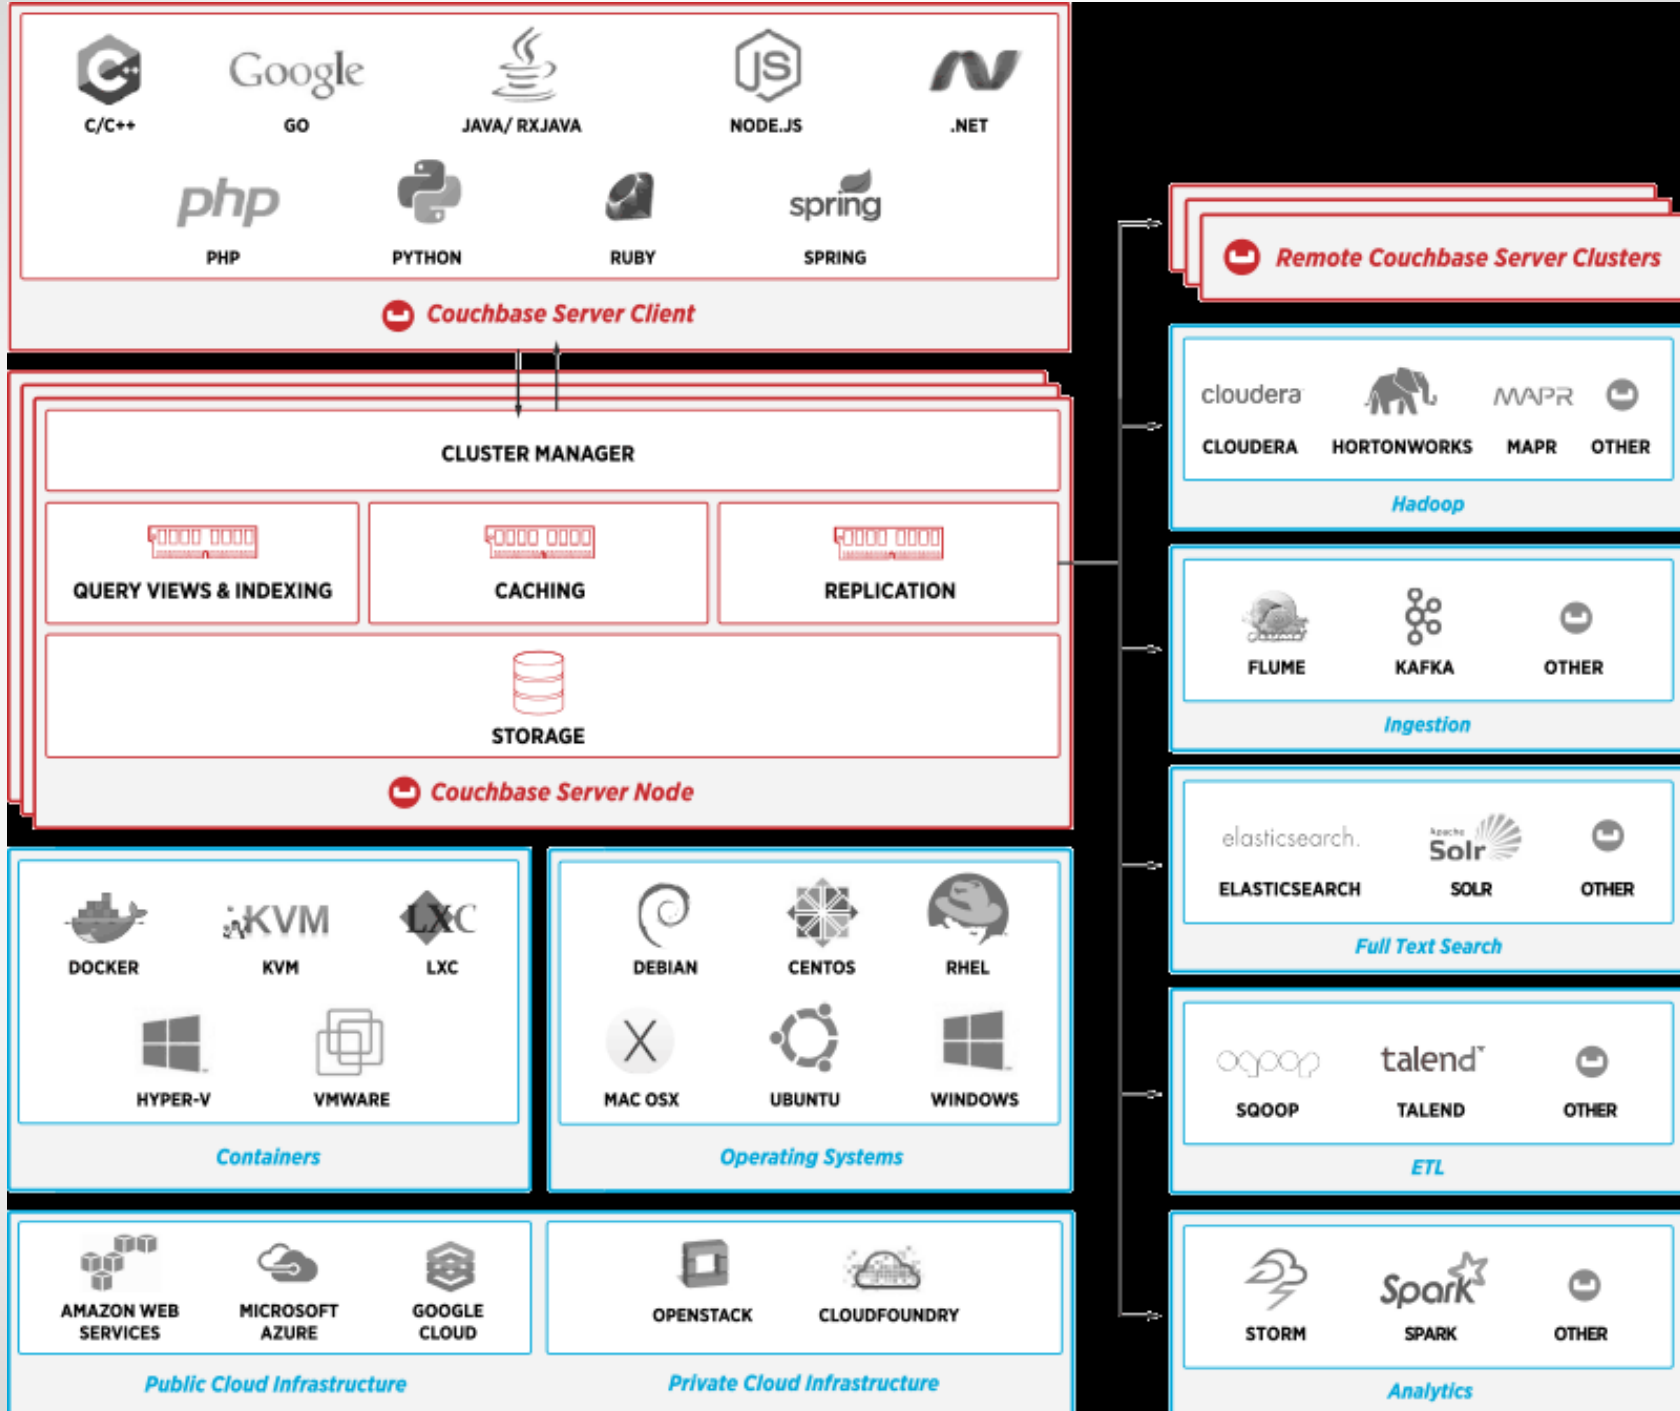 Google
C/C++
GO
JAVA/ RXJAVA
NODE.JS
.NET
php
spring
PHP
PYTHON
RUBY
SPRING
Couchbase Server Client
CLUSTER MANAGER
QUERY VIEWS & INDEXING
CACHING
REPLICATION
STORAGE
Couchbase Server Node
KVM
LXC
DOCKER
KVM
LXC
HYPER-V
VMWARE
Containers
DEBIAN
CENTOS
RHEL
X
MAC OSX
UBUNTU
WINDOWS
Operating Systems
AMAZON WEB
SERVICES
MICROSOFT
AZURE
GOOGLE
CLOUD
Public Cloud Infrastructure
OPENSTACK
CLOUDFOUNDRY
Private Cloud Infrastructure
Remote Couchbase Server Clusters
cloudera
MAPR
CLOUDERA
HORTONWORKS
MAPR
OTHER
Hadoop
FLUME
KAFKA
OTHER
Ingestion
elasticsearch.
Apache
Solr
ELASTICSEARCH
SOLR
OTHER
Full Text Search
sqoop
talend
SQOOP
TALEND
OTHER
ETL
Spark
STORM
SPARK
OTHER
Analytics